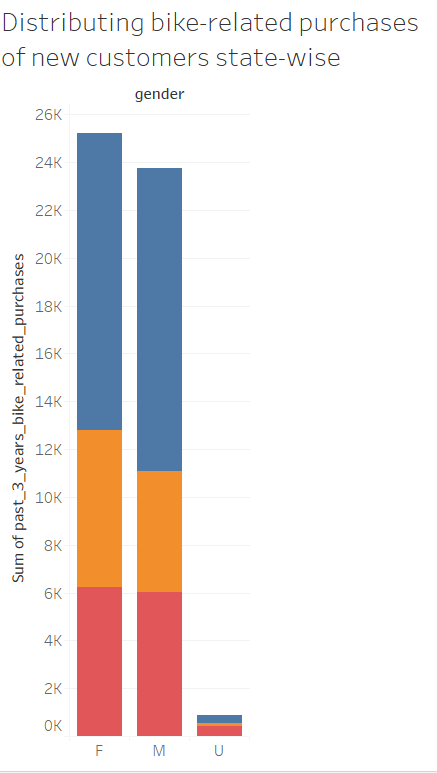 Distributing bike-related purchases
of new customers state-wise
gender
26K
24K
22K
20K
18K
16K
14K
12K
10K
8K
6K
4K
2K
0K
Sum of past_3_years_bike_related_purchases
F M U